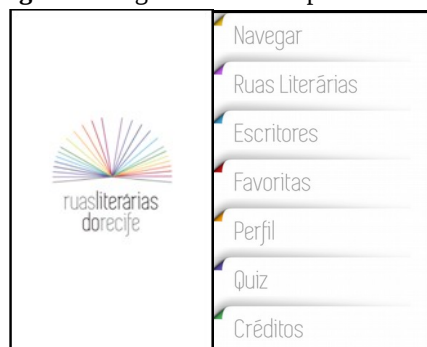 ruasliterárias
dorecife
Navegar
Ruas Literárias
Escritores
Favoritas
Perfil
Quiz
Créditos